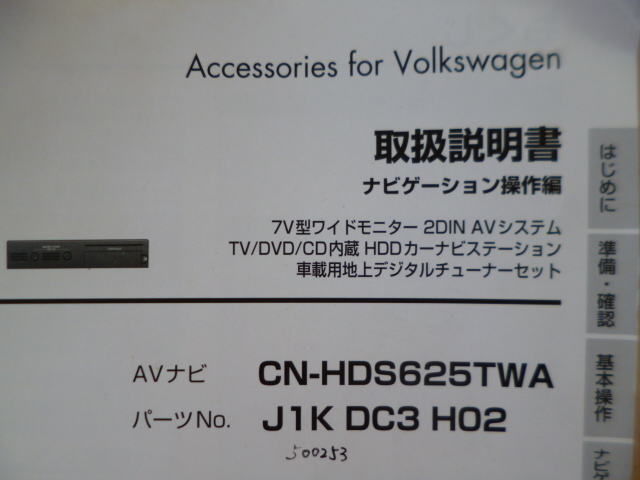 Accessories for Volkswagen
取扱説明書
ナビゲーション操作編
7V型ワイドモニター 2DIN AVシステム
TV/DVD/CD内蔵 HDDカーナビステーション
車載用地上デジタルチューナーセット
AVナビ CN-HDS625TWA
パーツNo. J1K DC3 H02
500253
はじめに
準備・確認
基本操作
ナビゲ